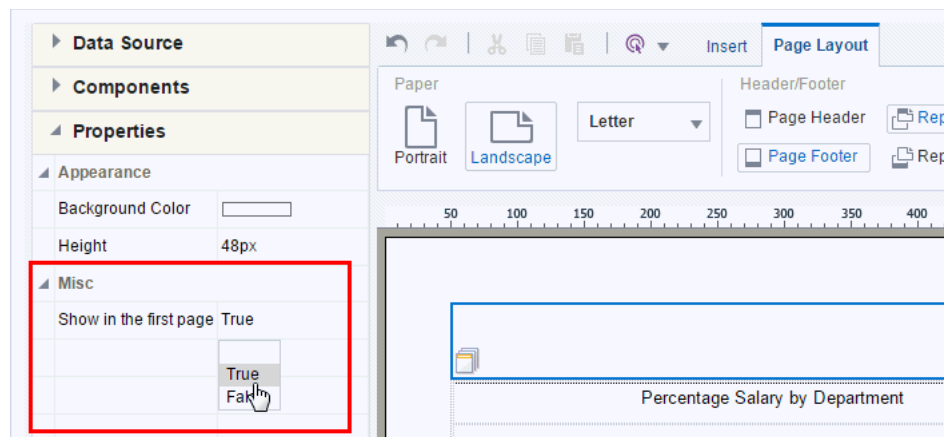 Data Source
Components
Properties
Appearance
Background Color
Height 48px
Misc
Show in the first page True
True
Insert Page Layout
Paper Header/Footer
Portrait Landscape Letter
Page Header
Page Footer
50 100 150 200 250 300 350 400
Percentage Salary by Department